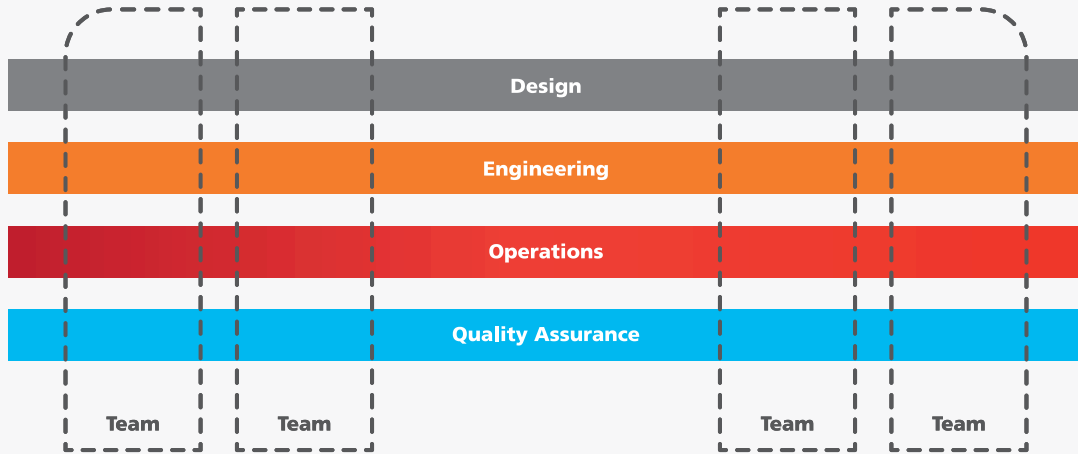 Design
Engineering
Operations
Quality Assurance
Team Team Team Team